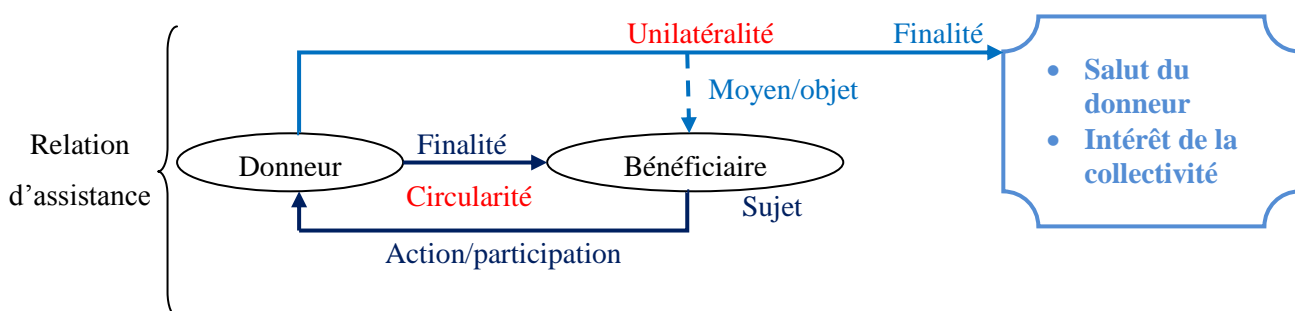 Unilatéralité
Finalité
• Salut du
donneur
• Intérêt de la
collectivité
Moyen/objet
Relation
d’assistance
Donneur
Finalité
Circularité
Bénéficiaire
Sujet
Action/participation